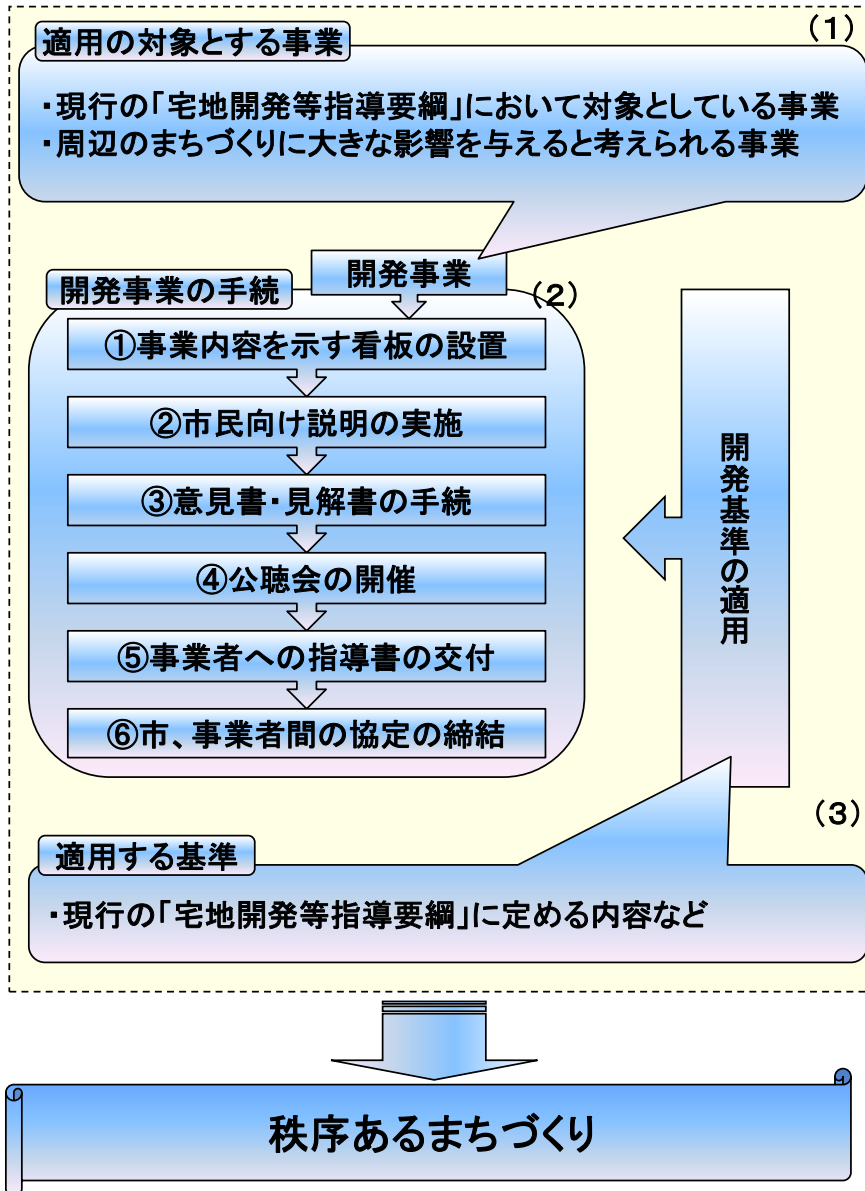 (1)
適用の対象とする事業
・現行の「宅地開発等指導要綱」において対象としている事業
・周辺のまちづくりに大きな影響を与えると考えられる事業
開発事業
開発事業の手続
(2)
①事業内容を示す看板の設置
②市民向け説明の実施
③意見書・見解書の手続
④公聴会の開催
⑤事業者への指導書の交付
⑥市、事業者間の協定の締結
開発基準の適用
(3)
適用する基準
・現行の「宅地開発等指導要綱」に定める内容など
秩序あるまちづくり